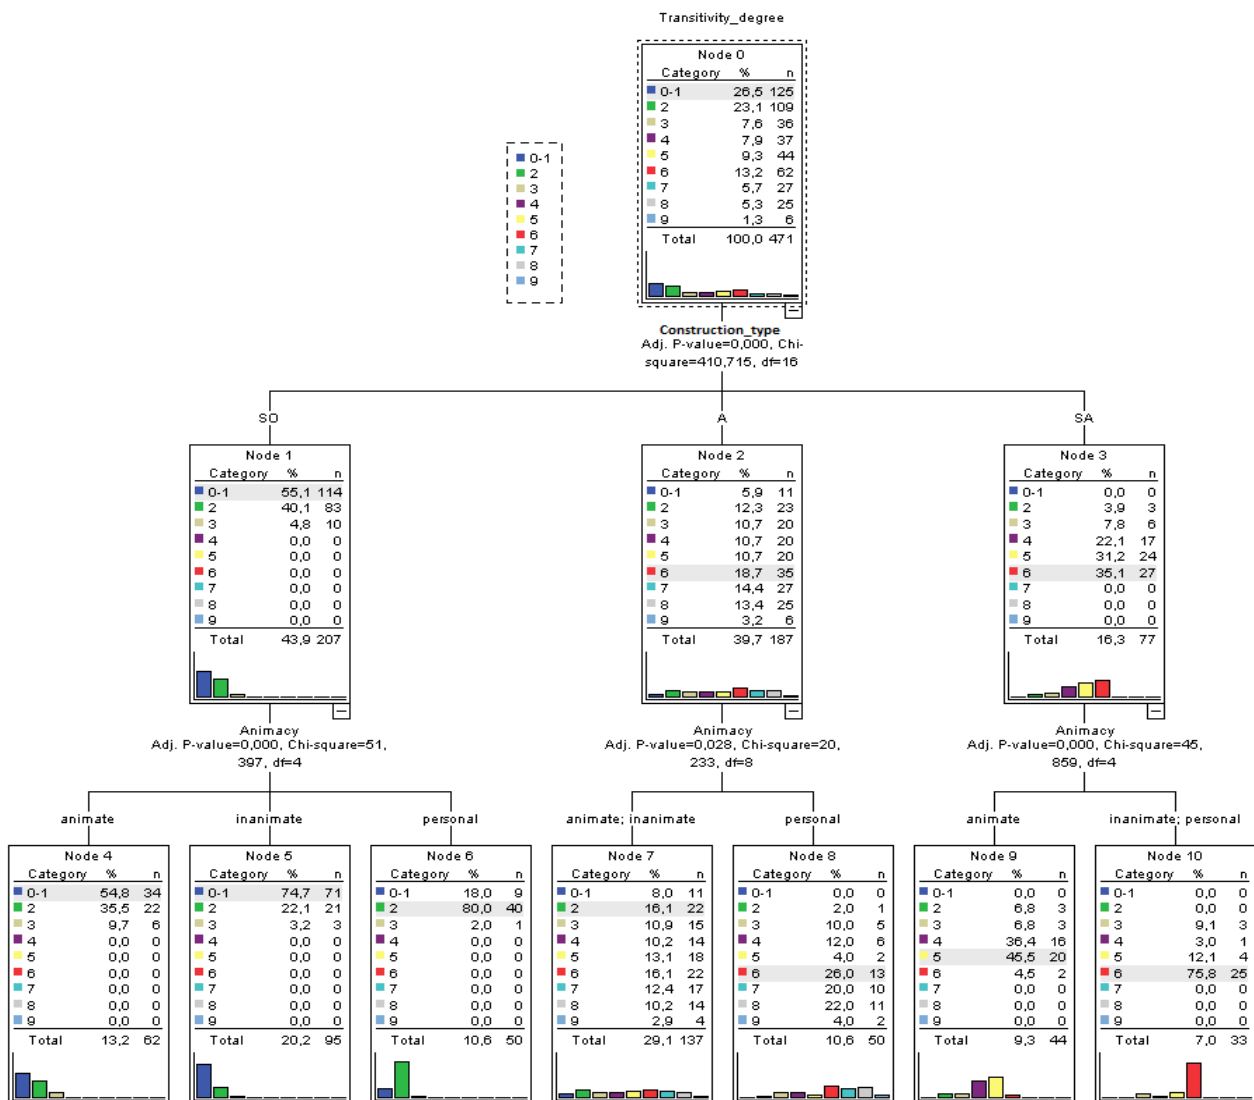 Transitivity_degree
Node 0
Category % n
0-1 26,5 125
2 23,1 109
3 7,6 36
4 7,9 37
5 9,3 44
6 13,2 62
7 5,7 27
8 5,3 25
9 1,3 6
Total 100,0 471
0-1
2
3
4
5
6
7
8
9
Construction_type
Adj. P-value=0,000, Chi-
square=410,715, df=16
SO
A
SA
Node 1
Category % n
0-1 55,1 114
2 40,1 83
3 4,8 10
4 0,0 0
5 0,0 0
6 0,0 0
7 0,0 0
8 0,0 0
9 0,0 0
Total 43,9 207
Node 2
Category % n
0-1 5,9 11
2 12,3 23
3 10,7 20
4 10,7 20
5 10,7 20
6 18,7 35
7 14,4 27
8 13,4 25
9 3,2 6
Total 39,7 187
Node 3
Category % n
0-1 0,0 0
2 3,9 3
3 7,8 6
4 22,1 17
5 31,2 24
6 35,1 27
7 0,0 0
8 0,0 0
9 0,0 0
Total 16,3 77
Animacy
Adj. P-value=0,000, Chi-square=51,
397, df=4
Animacy
Adj. P-value=0,028, Chi-square=20,
233, df=8
Animacy
Adj. P-value=0,000, Chi-square=45,
859, df=4
animate
inanimate
personal
animate; inanimate
personal
animate
inanimate; personal
Node 4
Category % n
0-1 54,8 34
2 35,5 22
3 9,7 6
4 0,0 0
5 0,0 0
6 0,0 0
7 0,0 0
8 0,0 0
9 0,0 0
Total 13,2 62
Node 5
Category % n
0-1 74,7 71
2 22,1 21
3 3,2 3
4 0,0 0
5 0,0 0
6 0,0 0
7 0,0 0
8 0,0 0
9 0,0 0
Total 20,2 95
Node 6
Category % n
0-1 18,0 9
2 80,0 40
3 2,0 1
4 0,0 0
5 0,0 0
6 0,0 0
7 0,0 0
8 0,0 0
9 0,0 0
Total 10,6 50
Node 7
Category % n
0-1 8,0 11
2 16,1 22
3 10,9 15
4 10,2 14
5 13,1 18
6 16,1 22
7 12,4 17
8 10,2 14
9 2,9 4
Total 29,1 137
Node 8
Category % n
0-1 0,0 0
2 2,0 1
3 10,0 5
4 12,0 6
5 4,0 2
6 26,0 13
7 20,0 10
8 22,0 11
9 4,0 2
Total 10,6 50
Node 9
Category % n
0-1 0,0 0
2 6,8 3
3 6,8 3
4 36,4 16
5 45,5 20
6 4,5 2
7 0,0 0
8 0,0 0
9 0,0 0
Total 9,3 44
Node 10
Category % n
0-1 0,0 0
2 0,0 0
3 9,1 3
4 3,0 1
5 12,1 4
6 75,8 25
7 0,0 0
8 0,0 0
9 0,0 0
Total 7,0 33